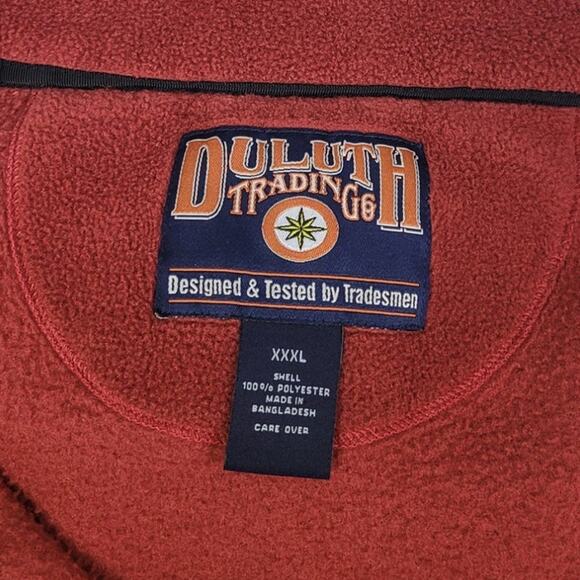 DULUTH
TRADING Co
Designed & Tested by Tradesmen
XXXL
SHELL
100% POLYESTER
MADE IN
BANGLADESH
CARE OVER